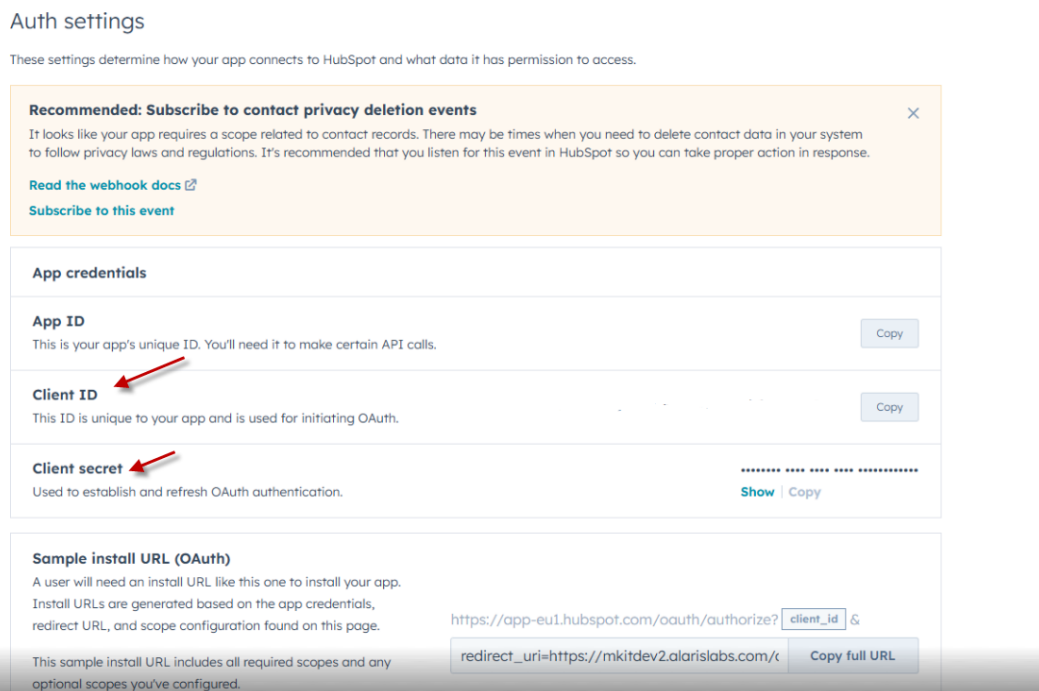 Auth settings
These settings determine how your app connects to HubSpot and what data it has permission to access.
Recommended: Subscribe to contact privacy deletion events
It looks like your app requires a scope related to contact records. There may be times when you need to delete contact data in your system
to follow privacy laws and regulations. It's recommended that you listen for this event in HubSpot so you can take proper action in response.
Read the webhook docs
Subscribe to this event
App credentials
App ID
This is your app's unique ID. You'll need it to make certain API calls.
Copy
Client ID
This ID is unique to your app and is used for initiating OAuth.
Copy
Client secret
Used to establish and refresh OAuth authentication.
Show | Copy
Sample install URL (OAuth)
A user will need an install URL like this one to install your app.
Install URLs are generated based on the app credentials,
redirect URL, and scope configuration found on this page.
This sample install URL includes all required scopes and any
optional scopes you've configured.
https://app-eu1.hubspot.com/oauth/authorize? client_id &
redirect_uri=https://mkitdev2.alarislabs.com/
Copy full URL